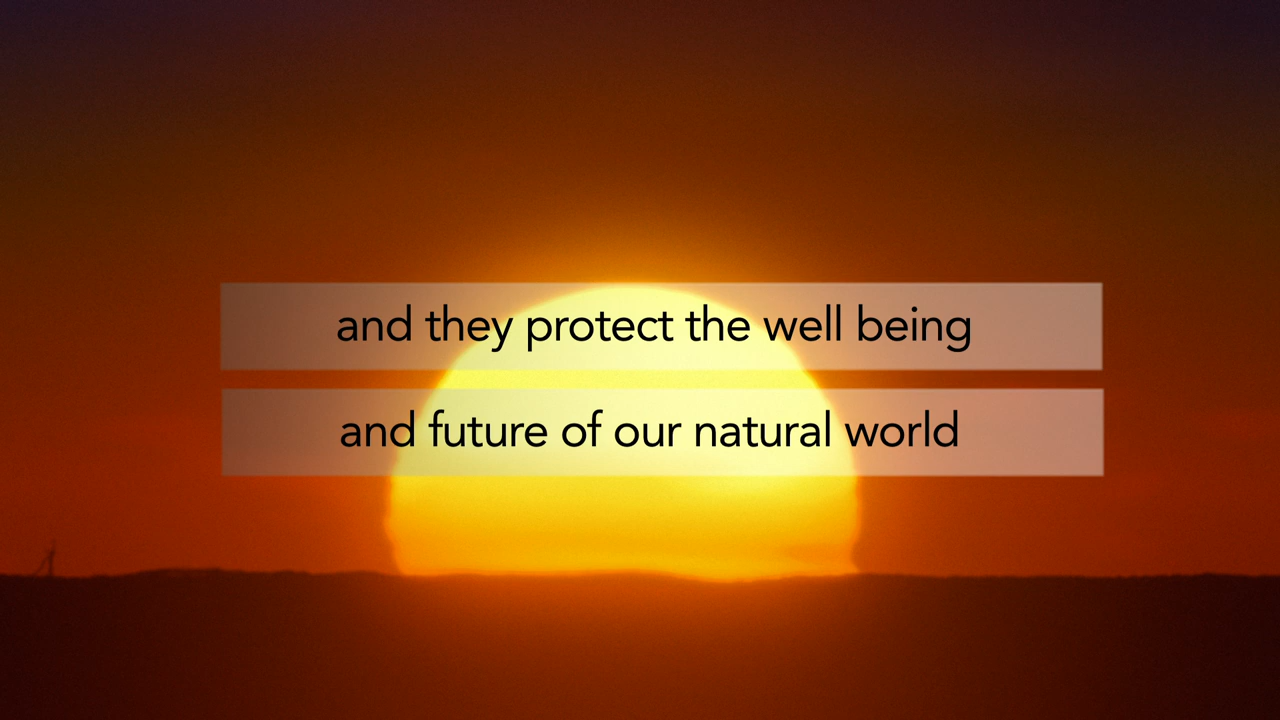 and they protect the well being
and future of our natural world